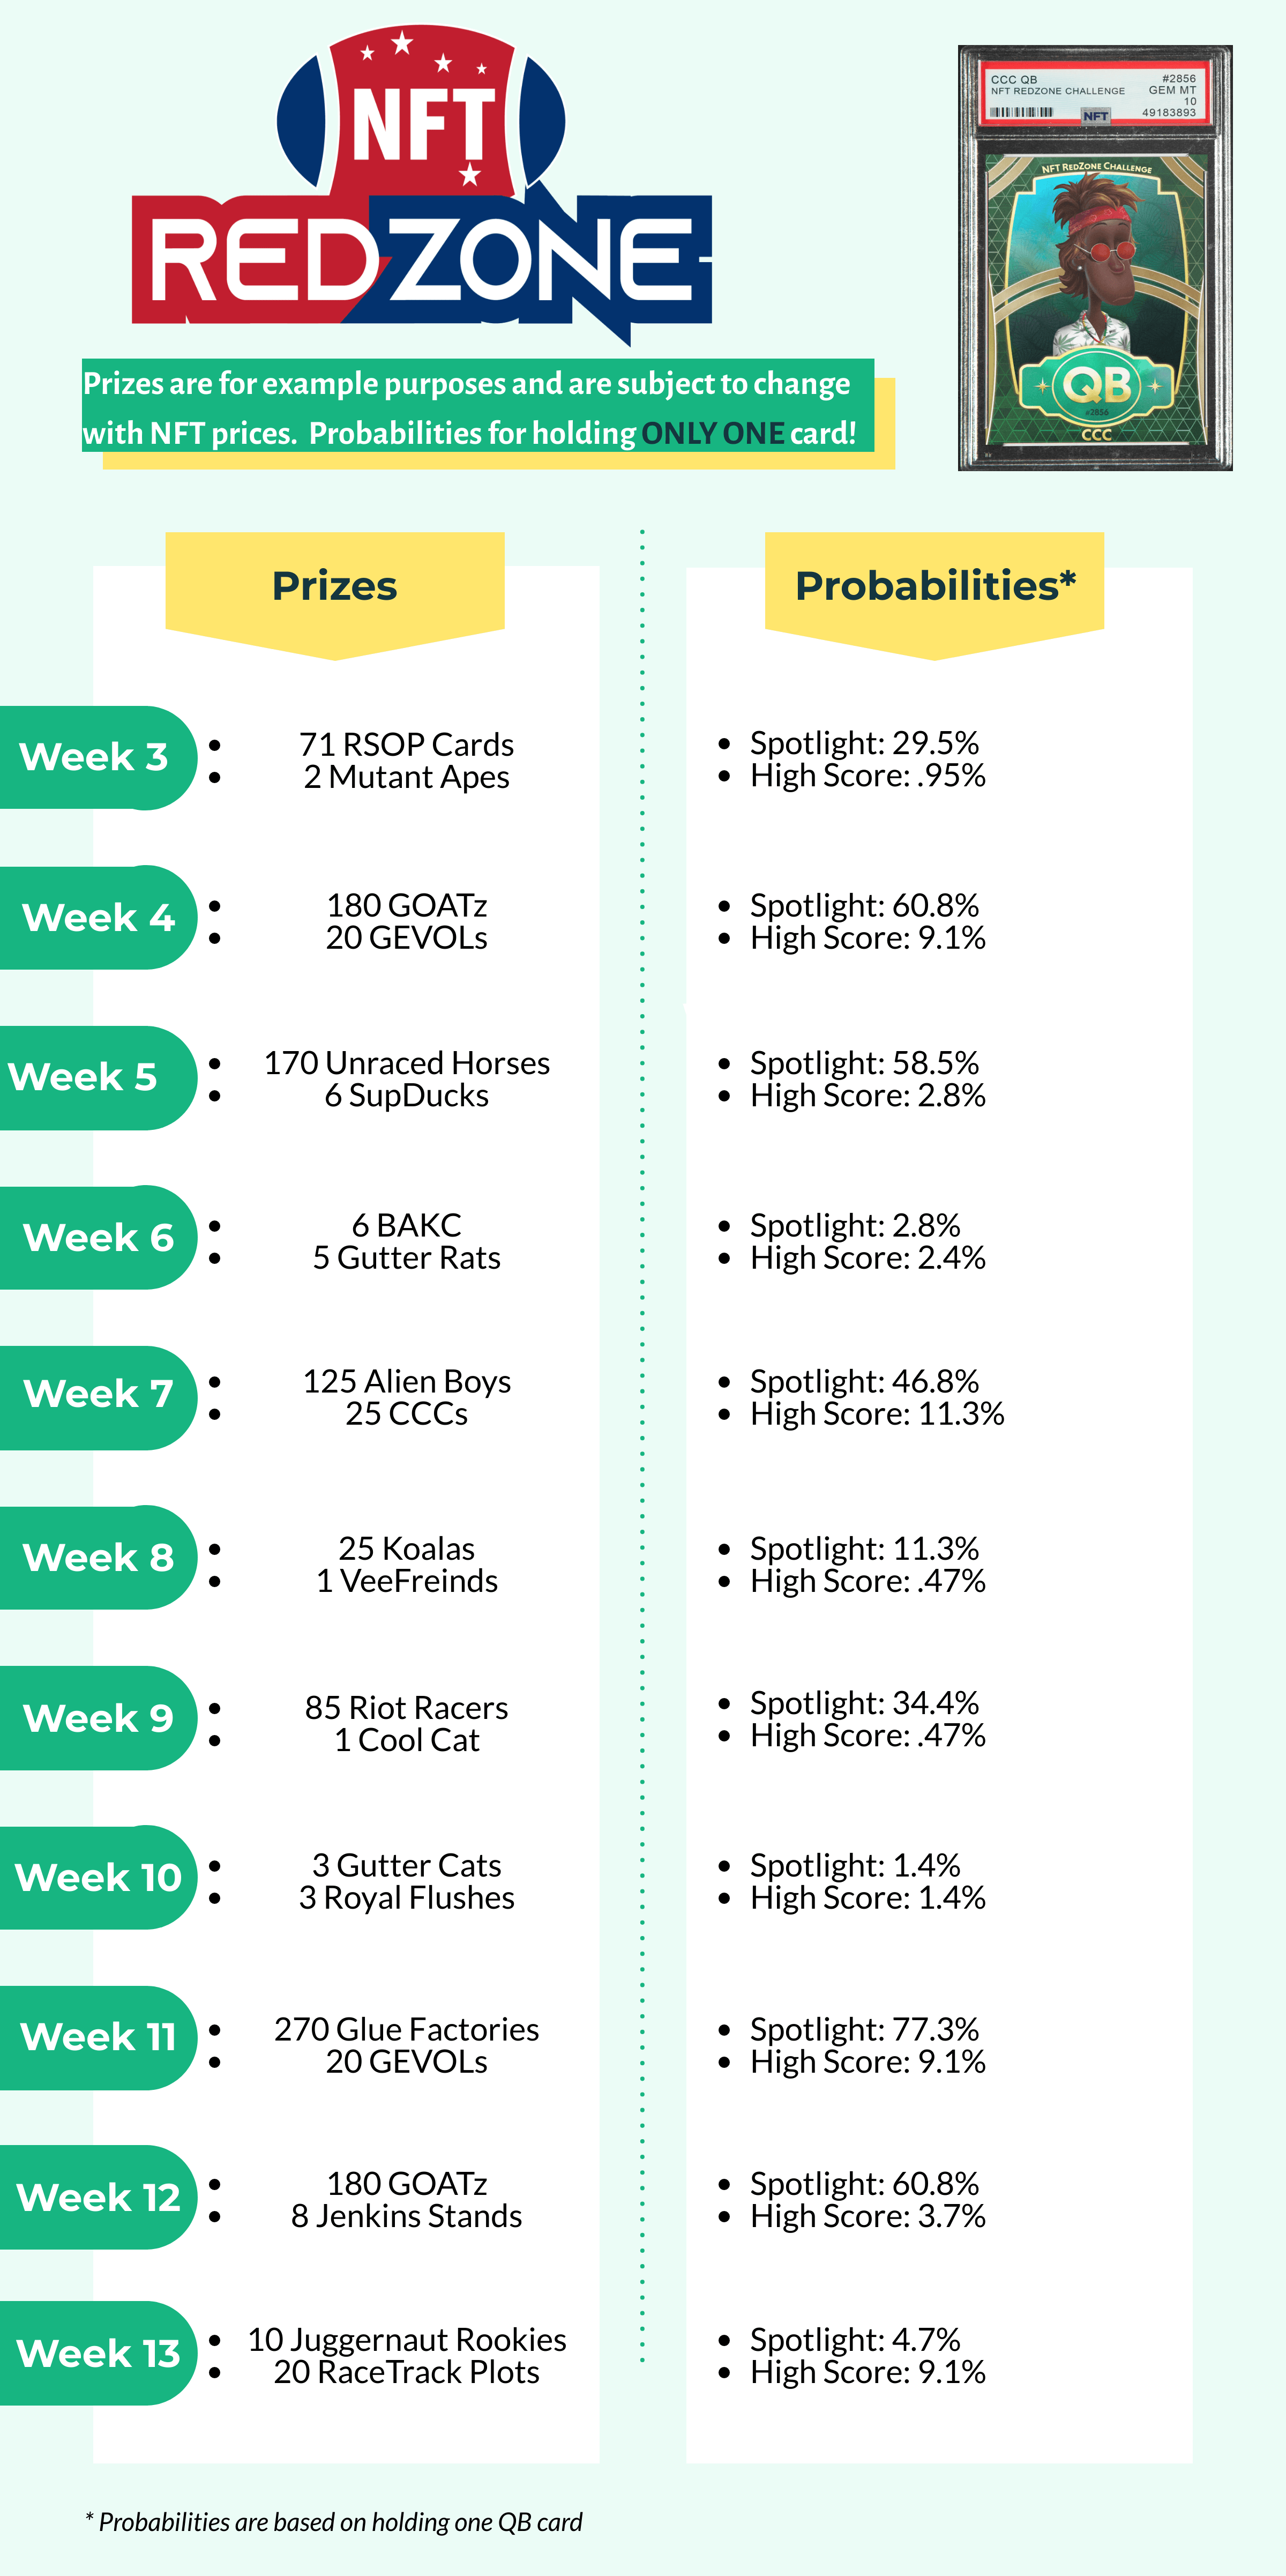 NFT
REDZONE
CCC QB #2856
NFT REDZONE CHALLENGE GEM MT
10
NFT 49183893
NFT REDZONE CHALLENGE
QB
#2856
CCC
Prizes are for example purposes and are subject to change
with NFT prices. Probabilities for holding ONLY ONE card!
Prizes
Probabilities*
Week 3
• 71 RSOP Cards
• 2 Mutant Apes
• Spotlight: 29.5%
• High Score: .95%
Week 4
• 180 GOATz
• 20 GEVOLs
• Spotlight: 60.8%
• High Score: 9.1%
Week 5
• 170 Unraced Horses
• 6 SupDucks
• Spotlight: 58.5%
• High Score: 2.8%
Week 6
• 6 BAKC
• 5 Gutter Rats
• Spotlight: 2.8%
• High Score: 2.4%
Week 7
• 125 Alien Boys
• 25 CCCs
• Spotlight: 46.8%
• High Score: 11.3%
Week 8
• 25 Koalas
• 1 VeeFreinds
• Spotlight: 11.3%
• High Score: .47%
Week 9
• 85 Riot Racers
• 1 Cool Cat
• Spotlight: 34.4%
• High Score: .47%
Week 10
• 3 Gutter Cats
• 3 Royal Flushes
• Spotlight: 1.4%
• High Score: 1.4%
Week 11
• 270 Glue Factories
• 20 GEVOLs
• Spotlight: 77.3%
• High Score: 9.1%
Week 12
• 180 GOATz
• 8 Jenkins Stands
• Spotlight: 60.8%
• High Score: 3.7%
Week 13
• 10 Juggernaut Rookies
• 20 RaceTrack Plots
• Spotlight: 4.7%
• High Score: 9.1%
* Probabilities are based on holding one QB card